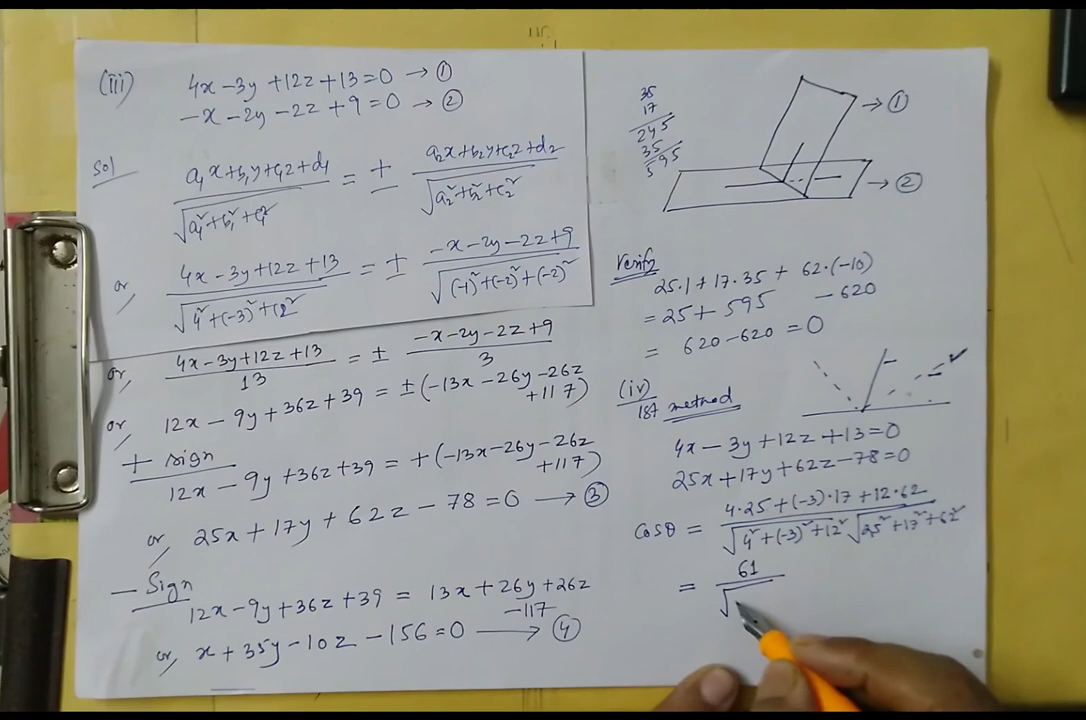 (iii) 4x-3y+12z+13=0 → ①
-x-2y-2z+9=0 → ②
Sol (a₁x+b₁y+c₁z+d₁)/√(a₁²+b₁²+c₁²) = ± (a₂x+b₂y+c₂z+d₂)/√(a₂²+b₂²+c₂²)
or, (4x-3y+12z+13)/√(4²+(-3)²+12²) = ± (-x-2y-2z+9)/√((-1)²+(-2)²+(-2)²)
or, (4x-3y+12z+13)/13 = ± (-x-2y-2z+9)/3
or, 12x-9y+36z+39 = ±(-13x-26y-26z
+117)
+ sign
12x-9y+36z+39 = +(-13x-26y-26z
+117)
or, 25x+17y+62z-78=0 → ③
- Sign
12x-9y+36z+39 = 13x+26y+26z
-117
or, x+35y-10z-156=0 → ④
35
17
245
35
595
→ ①
→ ②
Verify
25.1+17.35+62.(-10)
= 25+595 -620
= 620-620 = 0
(iv)
1st method
4x-3y+12z+13=0
25x+17y+62z-78=0
cosθ = (4.25+(-3).17+12.62)/(√(4²+(-3)²+12²) √(25²+17²+62²))
= 61/√